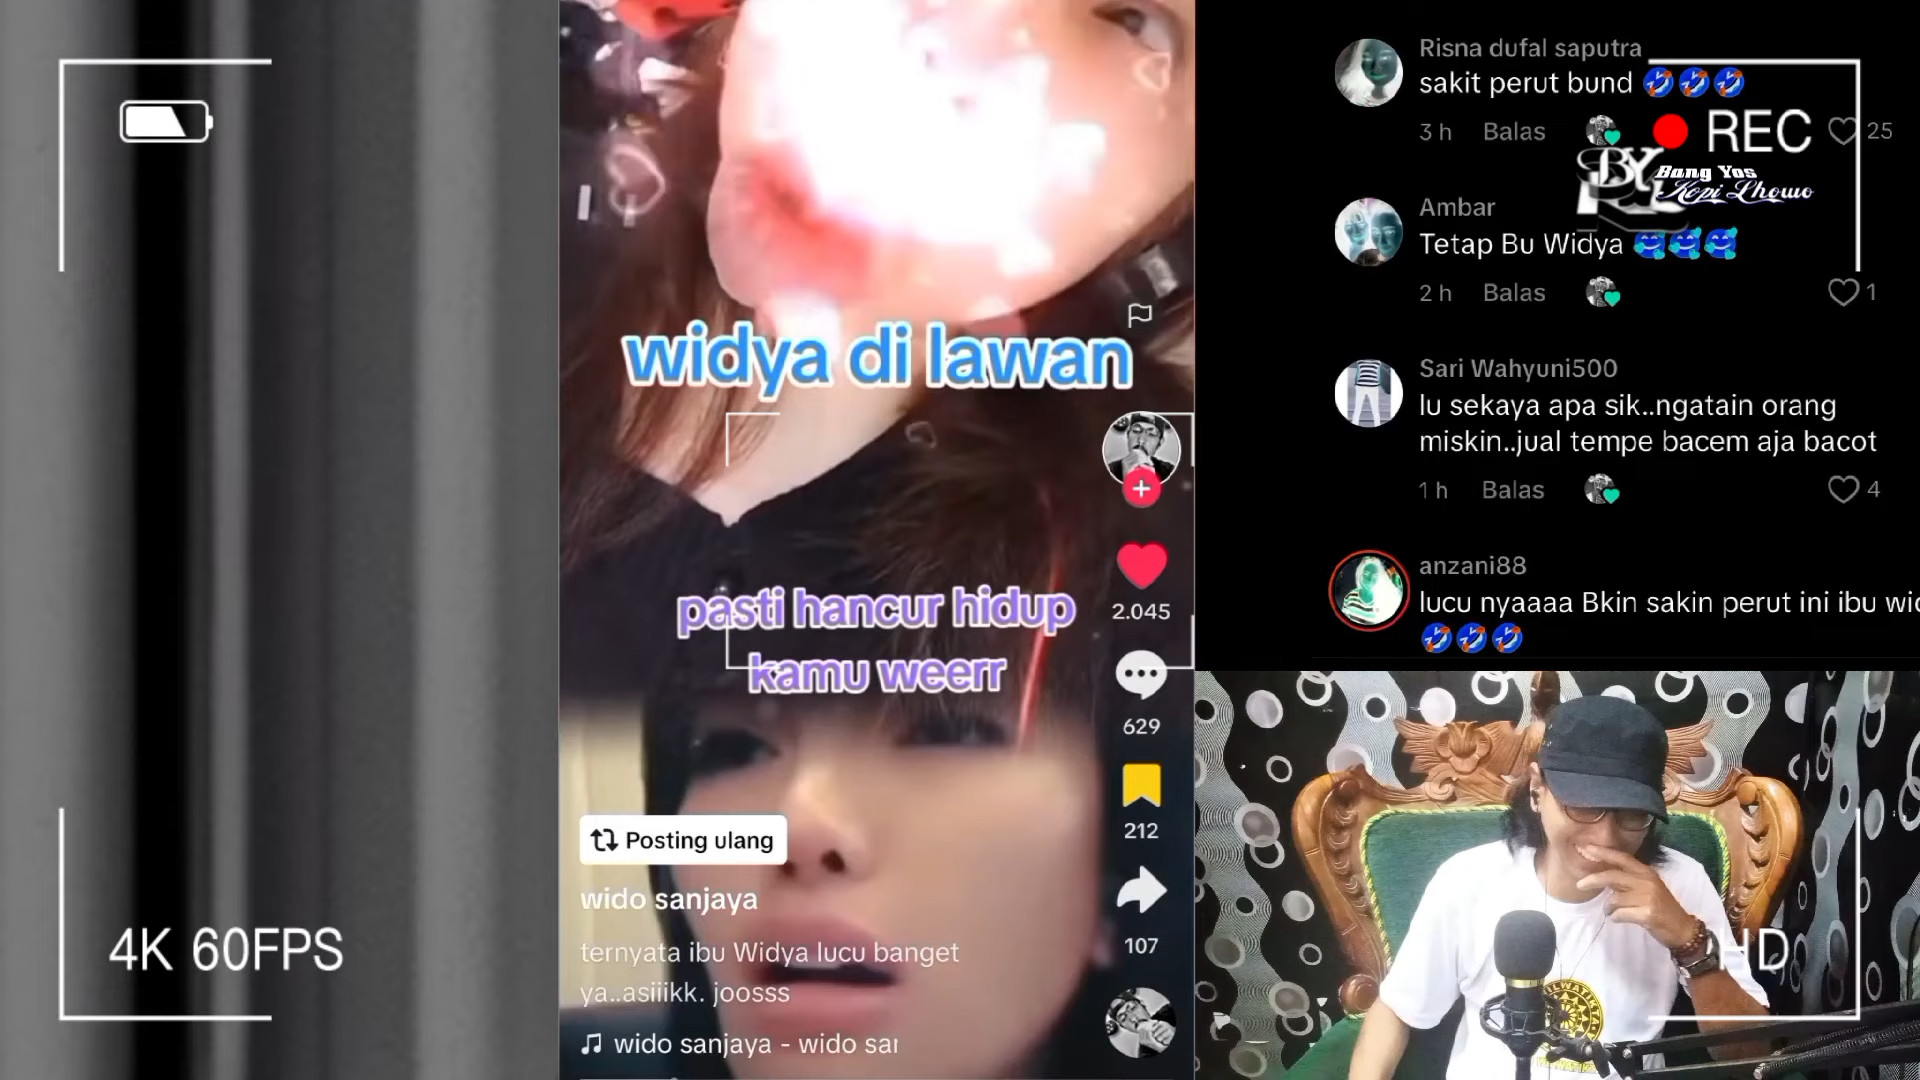 4K 60FPS
widya di lawan
pasti hancur hidup
kamu weerr
2.045
629
212
107
Posting ulang
wido sanjaya
ternyata ibu Widya lucu banget
ya..asiiikk. joosss
wido sanjaya - wido sar
Risna dufal saputra
sakit perut bund 🤣🤣🤣
3 h Balas
25
REC
BY
Bang Yos
Kopi Lhowo
Ambar
Tetap Bu Widya 🥰🥰🥰
2 h Balas
1
Sari Wahyuni500
lu sekaya apa sik..ngatain orang
miskin..jual tempe bacem aja bacot
1 h Balas
4
anzani88
lucu nyaaaa Bkin sakin perut ini ibu wid
🤣🤣🤣
HD